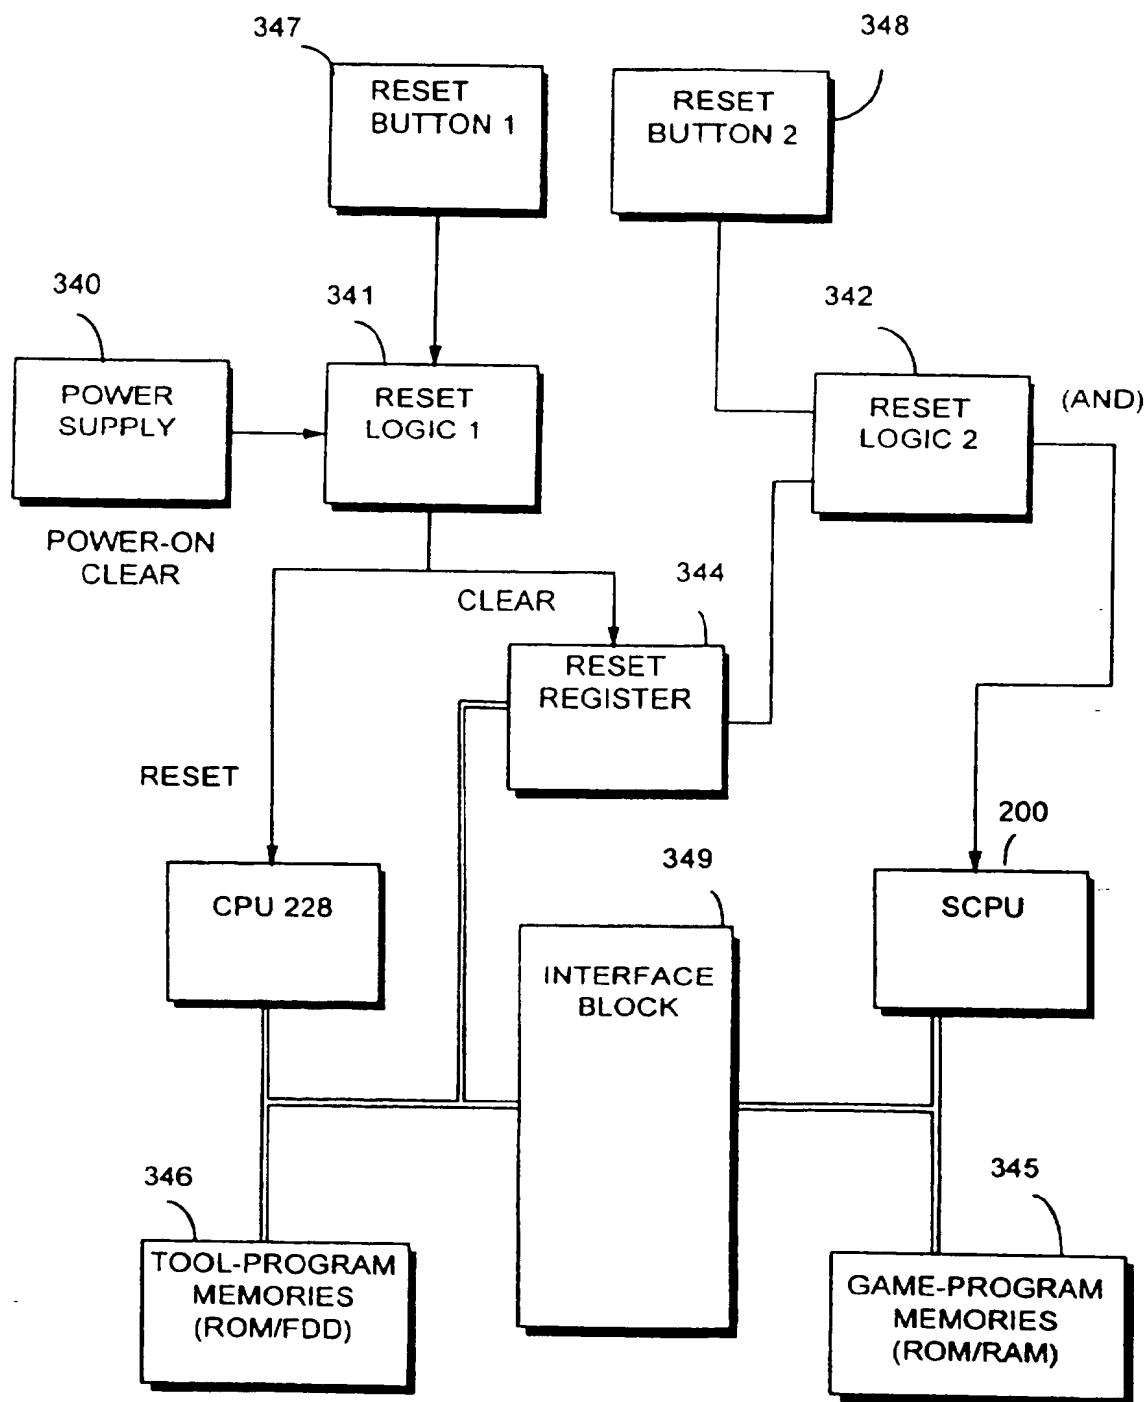 347
348
RESET
BUTTON 1
RESET
BUTTON 2
340
341
342
POWER
SUPPLY
RESET
LOGIC 1
RESET
LOGIC 2
(AND)
POWER-ON
CLEAR
CLEAR
344
RESET
REGISTER
RESET
200
349
CPU 228
SCPU
INTERFACE
BLOCK
346
345
TOOL-PROGRAM
MEMORIES
(ROM/FDD)
GAME-PROGRAM
MEMORIES
(ROM/RAM)